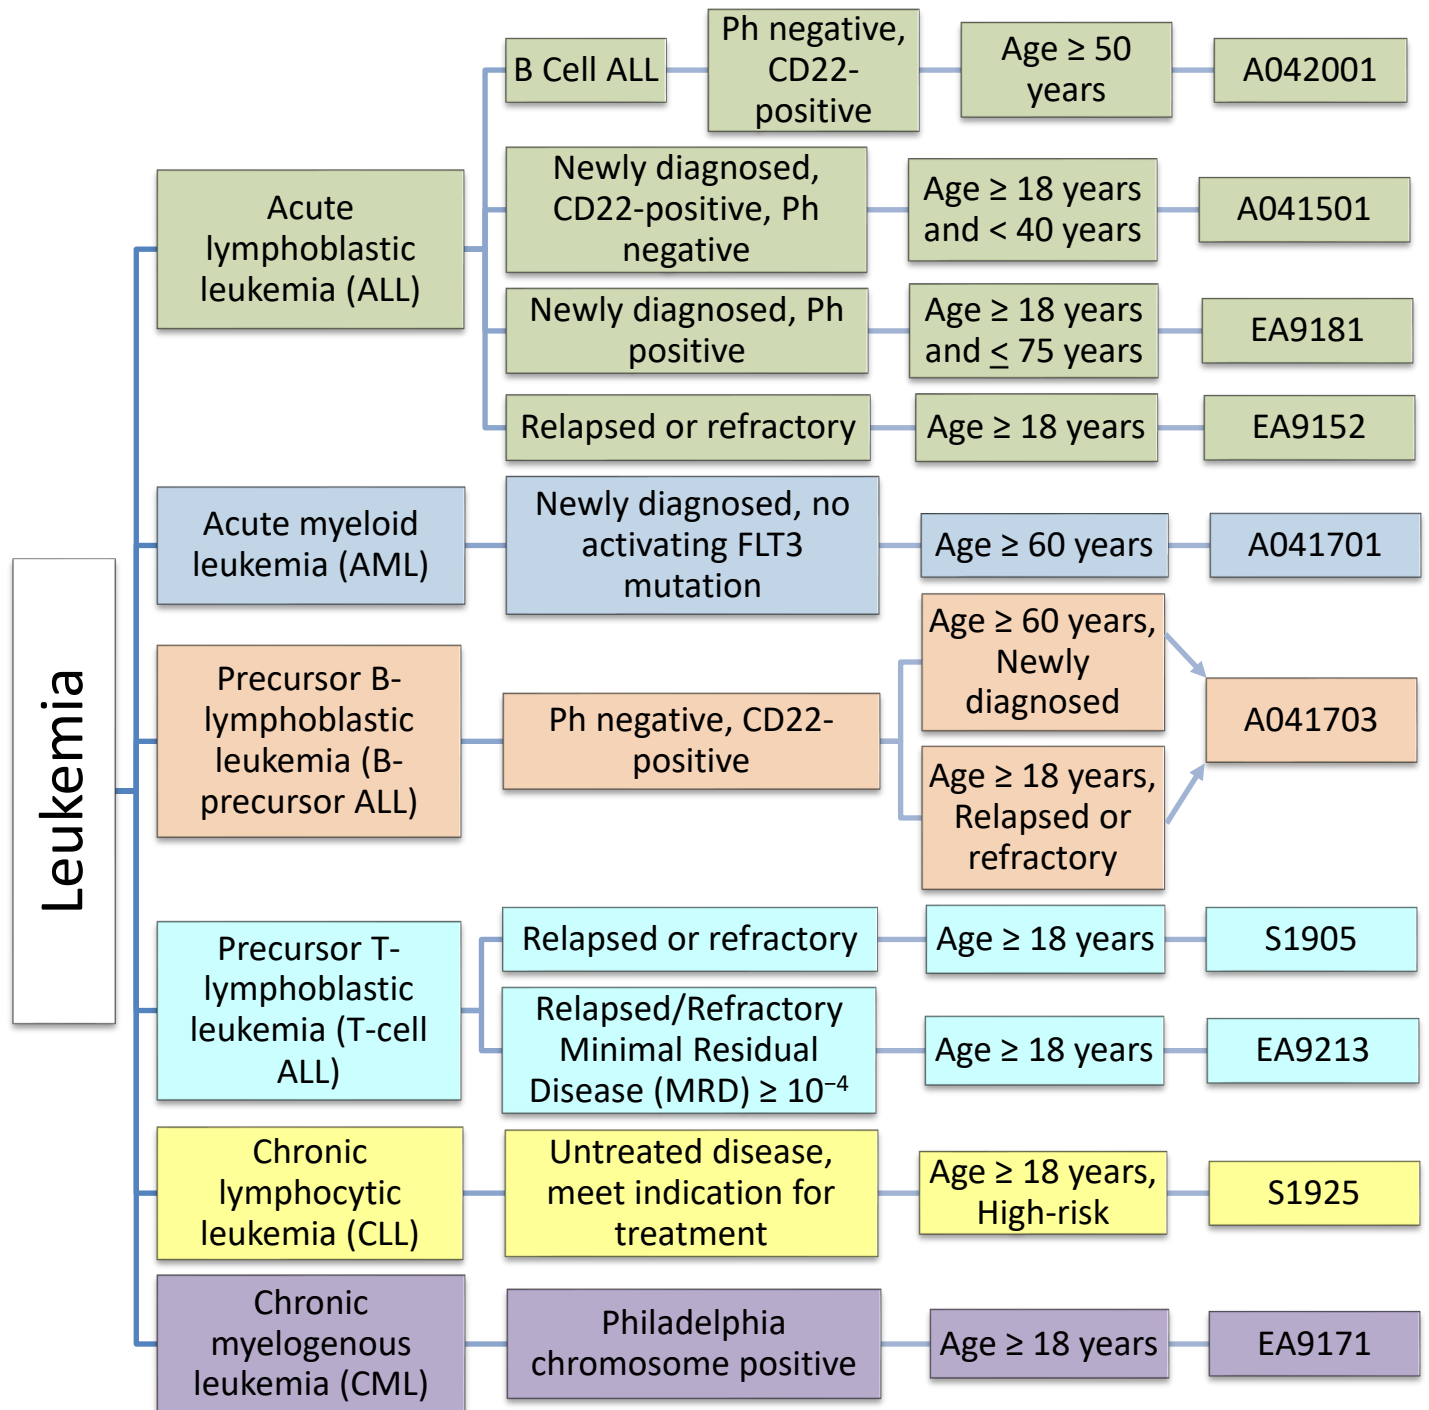 Leukemia
Acute
lymphoblastic
leukemia (ALL)
B Cell ALL
Ph negative,
CD22-
positive
Age ≥ 50
years
A042001
Newly diagnosed,
CD22-positive, Ph
negative
Age ≥ 18 years
and < 40 years
A041501
Newly diagnosed, Ph
positive
Age ≥ 18 years
and ≤ 75 years
EA9181
Relapsed or refractory
Age ≥ 18 years
EA9152
Acute myeloid
leukemia (AML)
Newly diagnosed, no
activating FLT3
mutation
Age ≥ 60 years
A041701
Precursor B-
lymphoblastic
leukemia (B-
precursor ALL)
Ph negative, CD22-
positive
Age ≥ 60 years,
Newly
diagnosed
Age ≥ 18 years,
Relapsed or
refractory
A041703
Precursor T-
lymphoblastic
leukemia (T-cell
ALL)
Relapsed or refractory
Age ≥ 18 years
S1905
Relapsed/Refractory
Minimal Residual
Disease (MRD) ≥ 10⁻⁴
Age ≥ 18 years
EA9213
Chronic
lymphocytic
leukemia (CLL)
Untreated disease,
meet indication for
treatment
Age ≥ 18 years,
High-risk
S1925
Chronic
myelogenous
leukemia (CML)
Philadelphia
chromosome positive
Age ≥ 18 years
EA9171